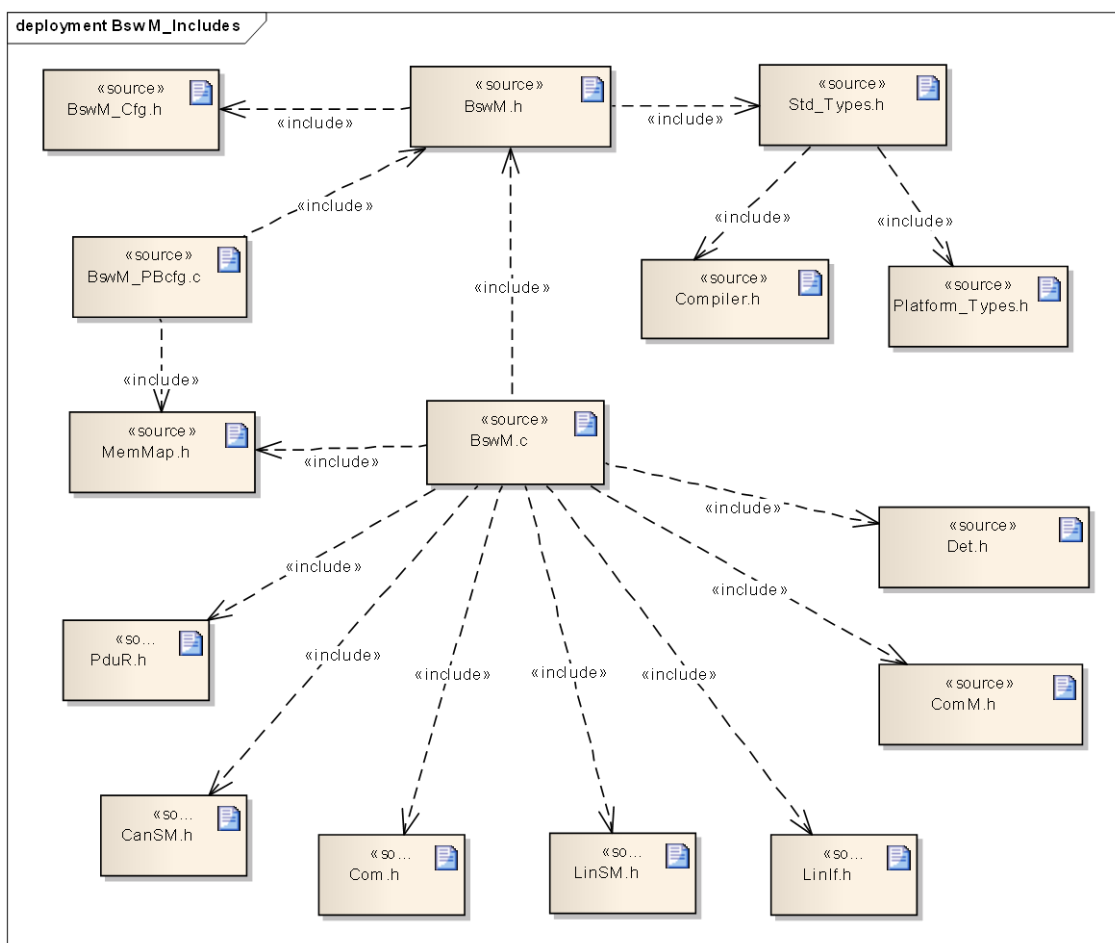 deployment BswM_Includes
«source»
BswM_Cfg.h
«include»
«source»
BswM.h
«include»
«source»
Std_Types.h
«include»
«source»
BswM_PBcfg.c
«include»
«include»
«source»
Compiler.h
«source»
Platform_Types.h
«include»
«include»
«source»
MemMap.h
«include»
«source»
BswM.c
«include»
«source»
Det.h
«include»
«include»
«include»
«include»
«include»
«include»
«so...
PduR.h
«source»
ComM.h
«so...
CanSM.h
«so...
Com.h
«so...
LinSM.h
«so...
LinIf.h